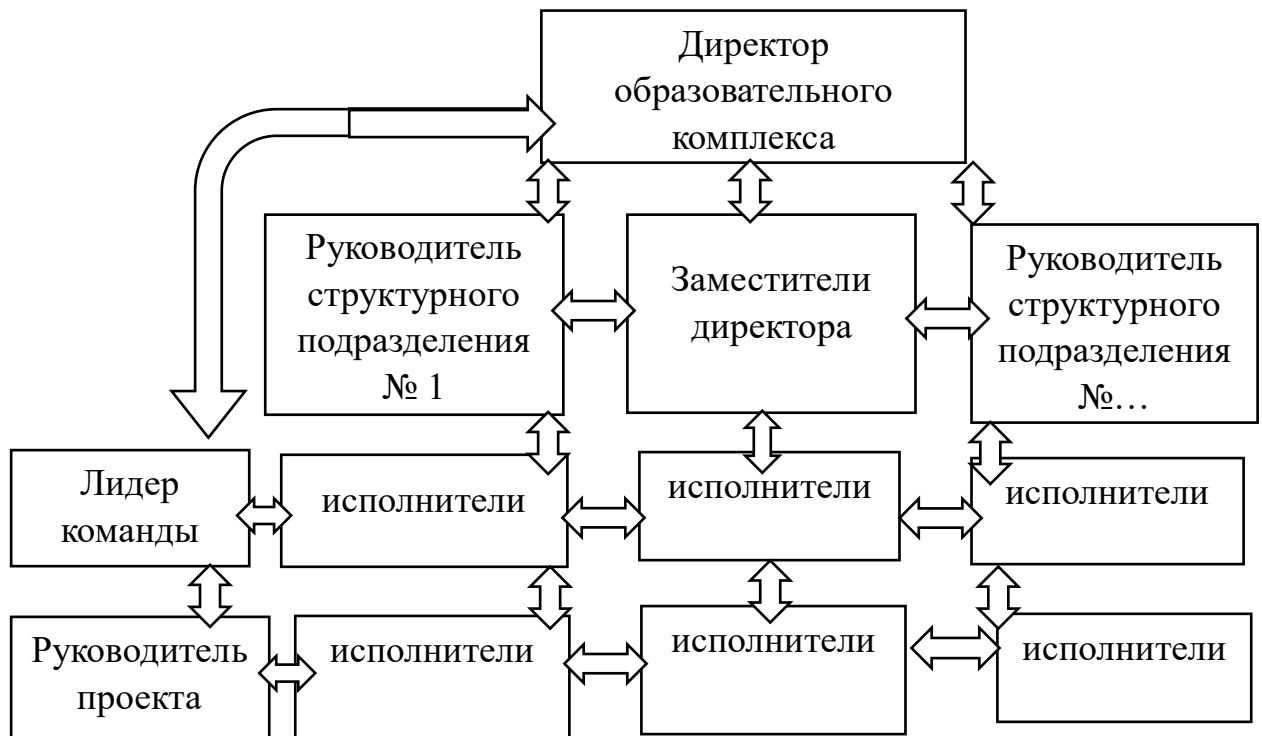 Директор
образовательного
комплекса
Руководитель
структурного
подразделения
№ 1
Заместители
директора
Руководитель
структурного
подразделения
№…
Лидер
команды
исполнители
исполнители
исполнители
Руководитель
проекта
исполнители
исполнители
исполнители